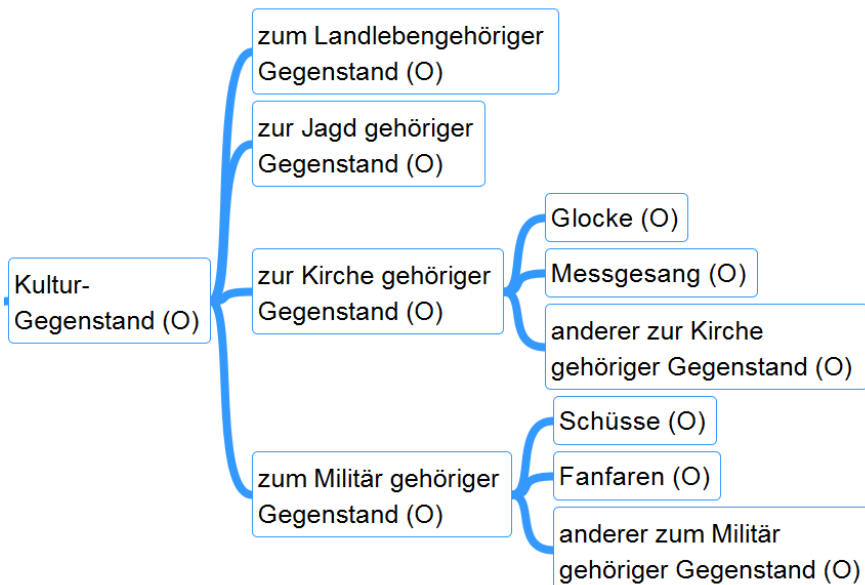 zum Landlebengehöriger
Gegenstand (O)
zur Jagd gehöriger
Gegenstand (O)
Kultur-
Gegenstand (O)
zur Kirche gehöriger
Gegenstand (O)
Glocke (O)
Messgesang (O)
anderer zur Kirche
gehöriger Gegenstand (O)
zum Militär gehöriger
Gegenstand (O)
Schüsse (O)
Fanfaren (O)
anderer zum Militär
gehöriger Gegenstand (O)